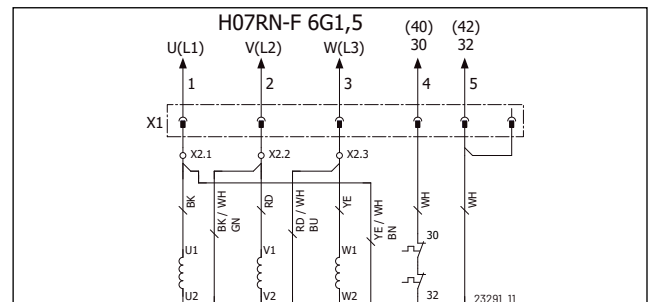 H07RN-F 6G1,5
(40) (42)
U(L1) V(L2) W(L3) 30 32
1 2 3 4 5
X1
X2.1 X2.2 X2.3
BK BK / WH GN RD RD / WH BU YE YE / WH BN WH WH
30
U1 V1 W1
U2 V2 W2 32 23291_11